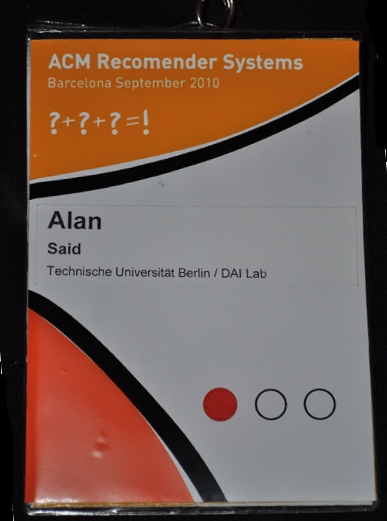 ACM Recomender Systems
Barcelona September 2010
?+?+?=!
Alan
Said
Technische Universität Berlin / DAI Lab